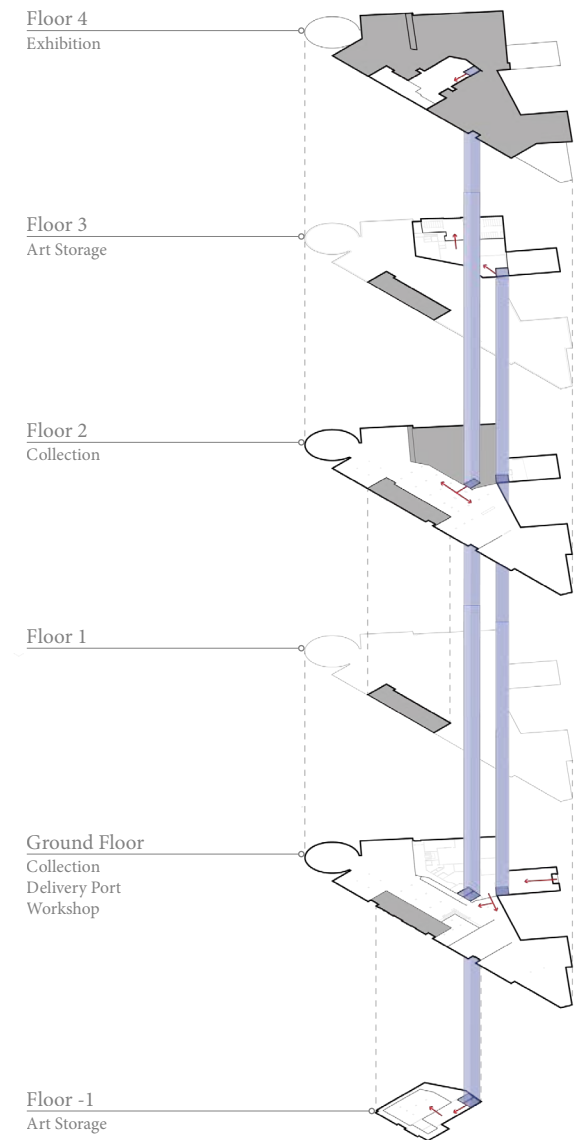 Floor 4
Exhibition
Floor 3
Art Storage
Floor 2
Collection
Floor 1
Ground Floor
Collection
Delivery Port
Workshop
Floor -1
Art Storage